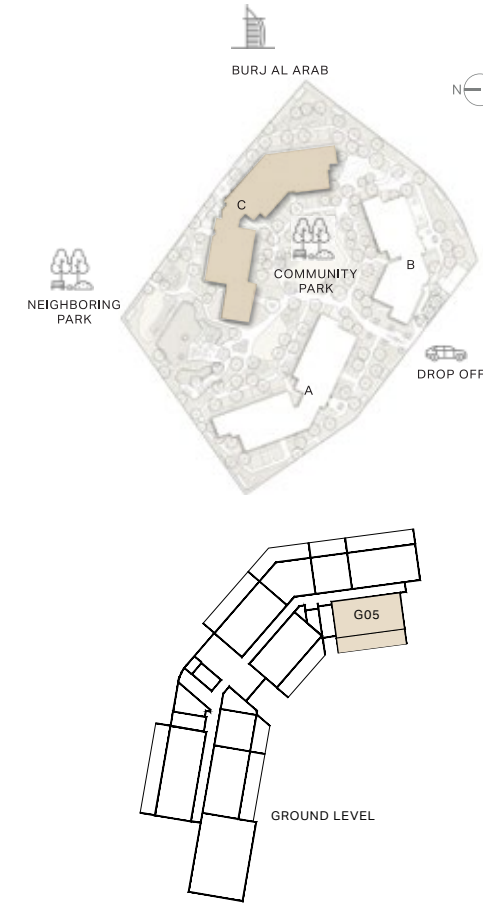 BURJ AL ARAB
N
C
B
COMMUNITY
PARK
NEIGHBORING
PARK
DROP OFF
A
G05
GROUND LEVEL